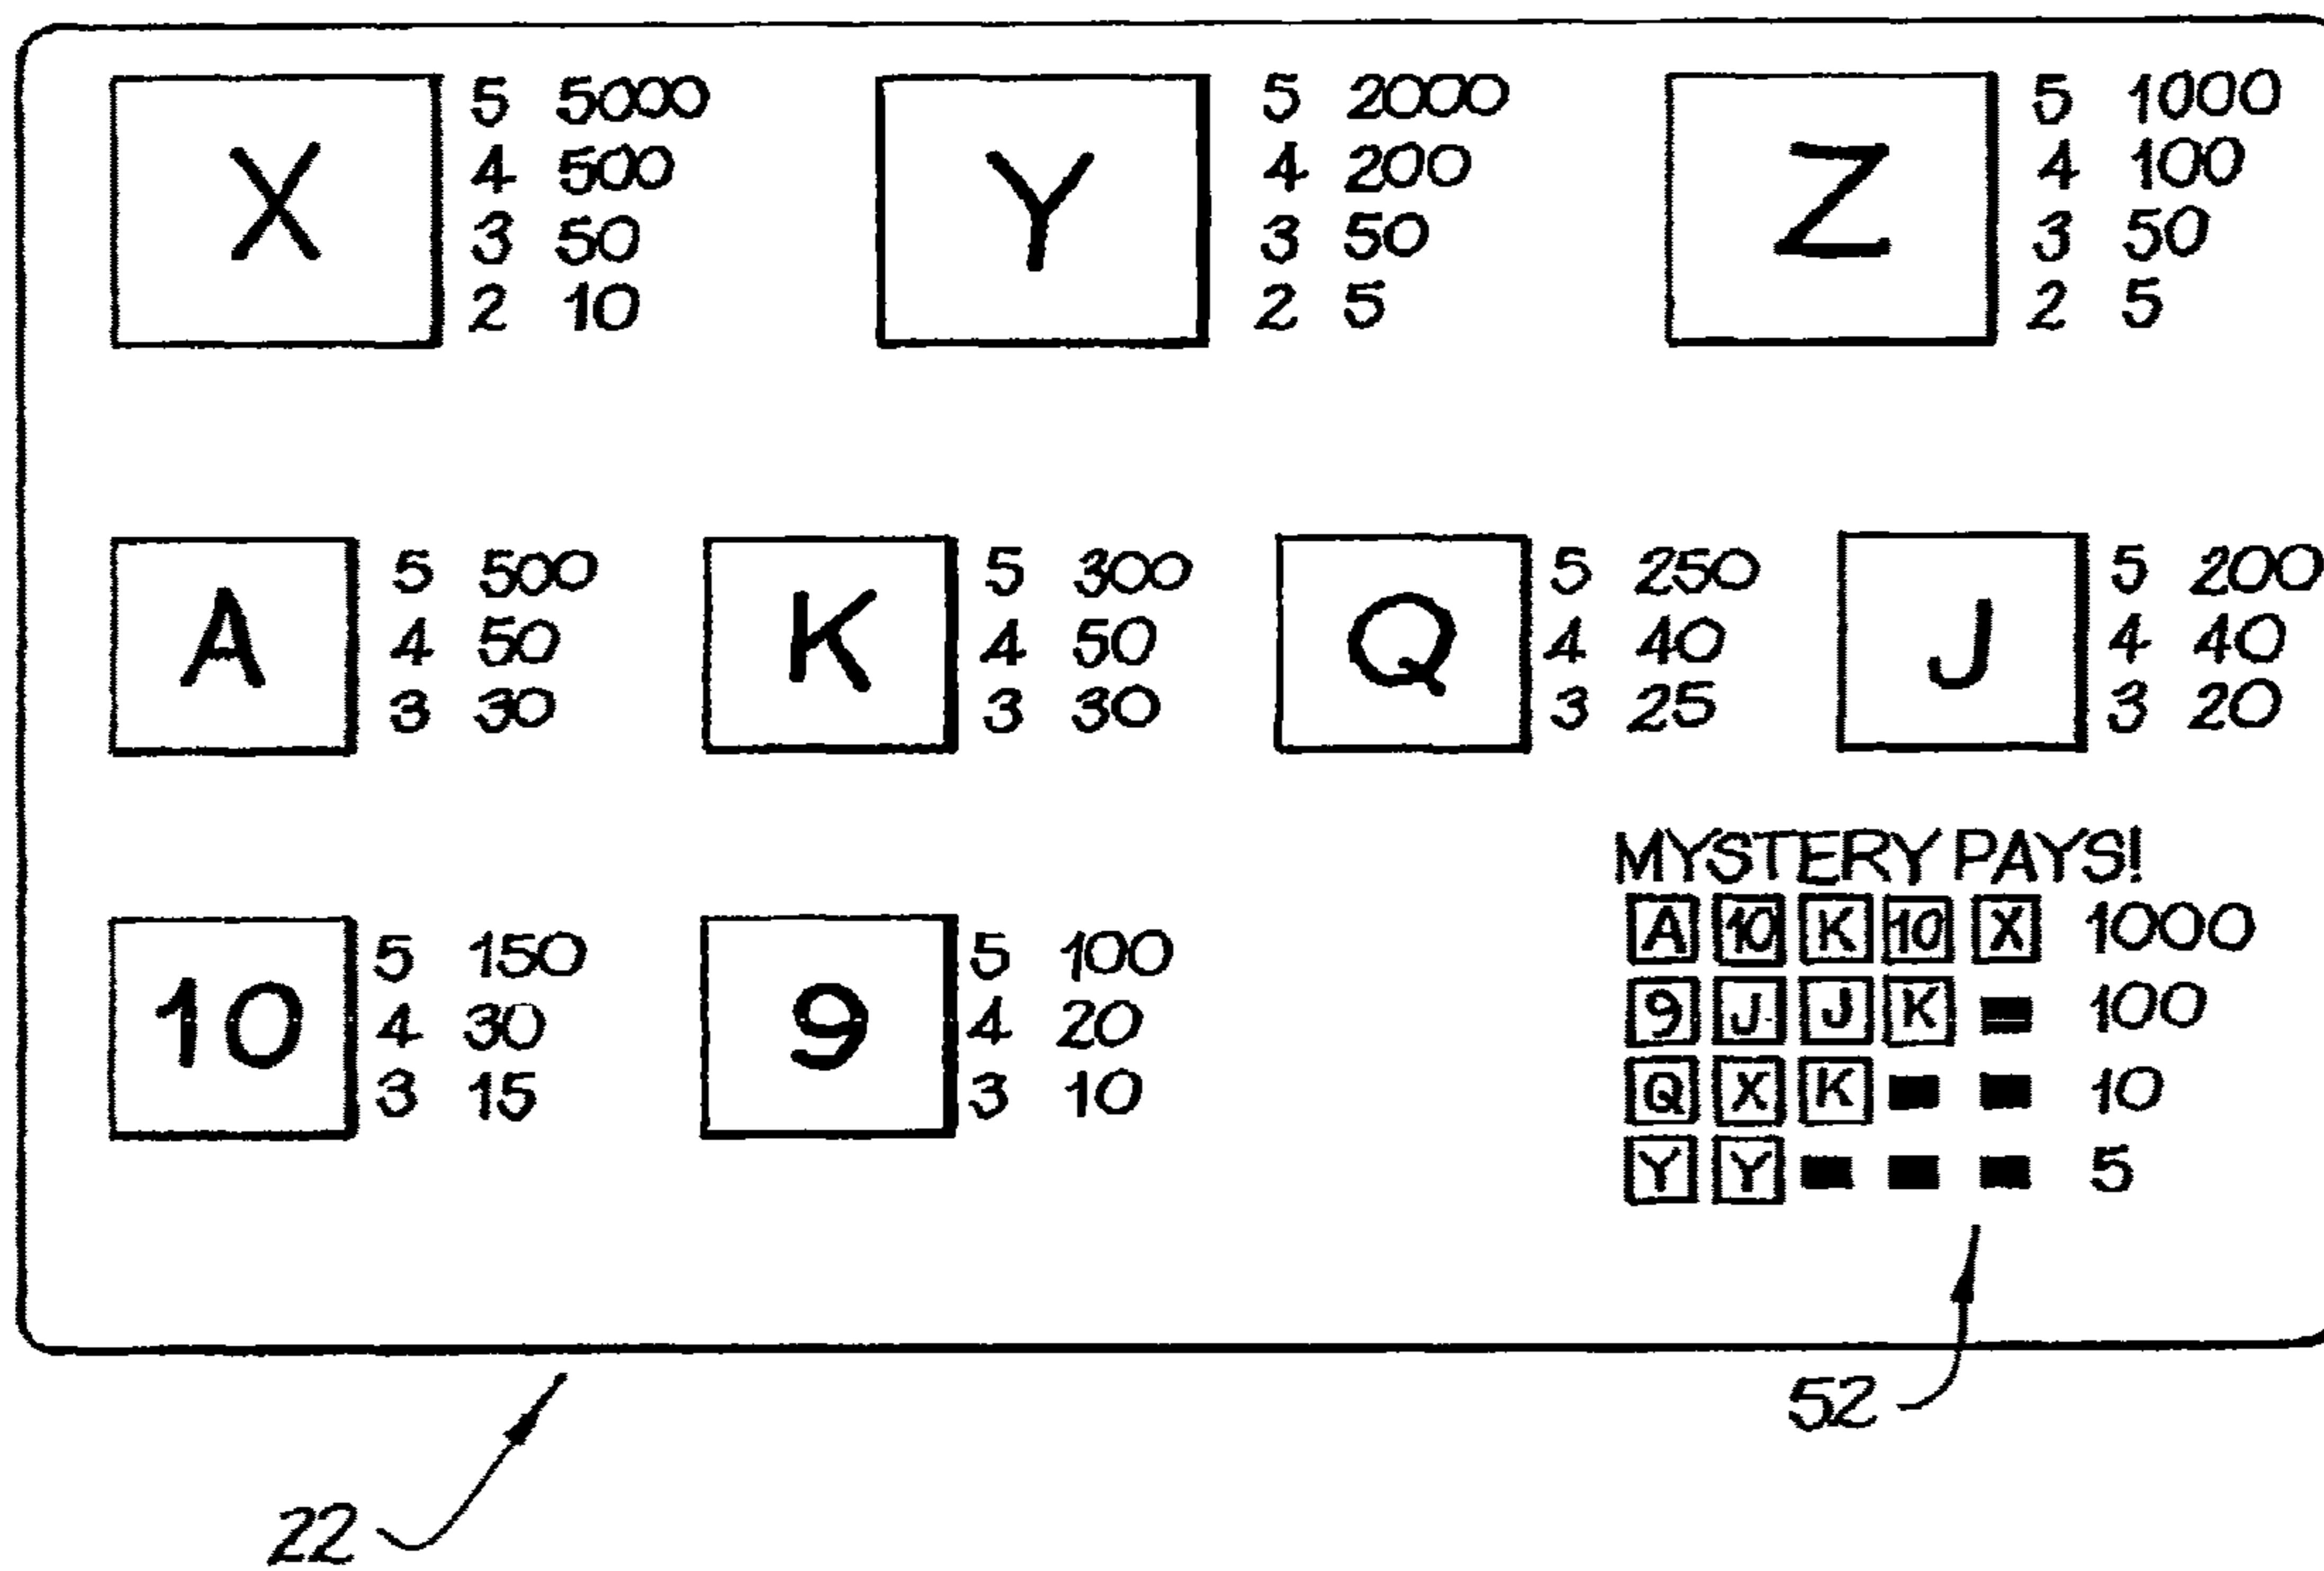 X 5 5000 Y 5 2000 Z 5 1000
4 500 4 200 4 100
3 50 3 50 3 50
2 10 2 5 2 5
A 5 500 K 5 300 Q 5 250 J 5 200
4 50 4 50 4 40 4 40
3 30 3 30 3 25 3 20
10 5 150 9 5 100
4 30 4 20
3 15 3 10
MYSTERY PAYS!
A 10 K 10 X 1000
9 J J K 100
Q X K 10
Y Y 5
52
22